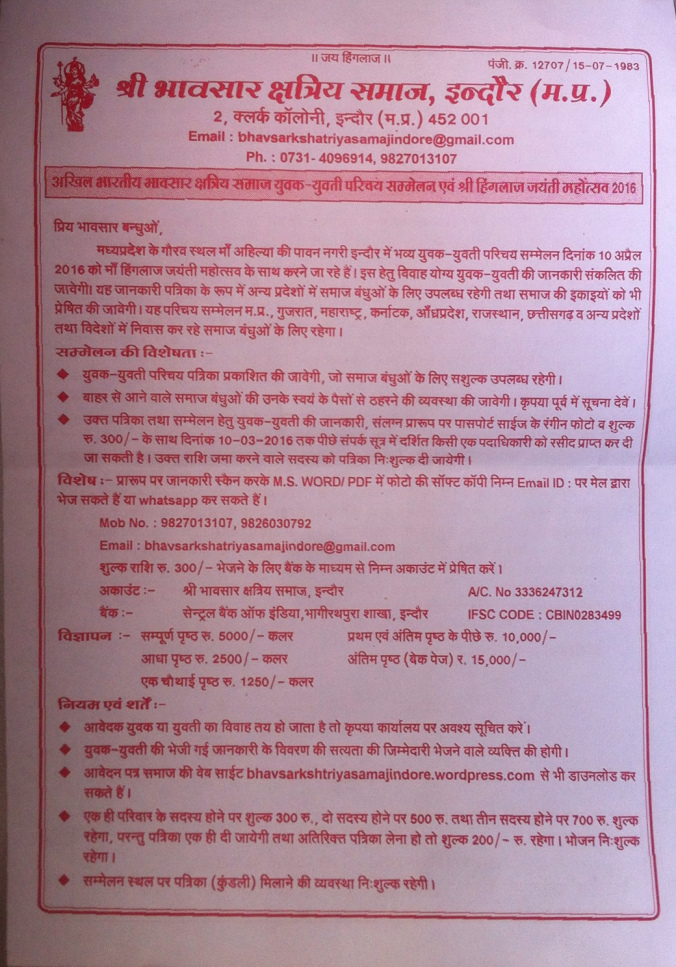 ॥ जय हिंगलाज ॥
पंजी. क्र. 12707 / 15-07-1983
श्री भावसार क्षत्रिय समाज, इन्दौर (म.प्र.)
2, क्लर्क कॉलोनी, इन्दौर (म.प्र.) 452 001
Email : bhavsarkshatriyasamajindore@gmail.com
Ph. : 0731- 4096914, 9827013107
अखिल भारतीय भावसार क्षत्रिय समाज युवक-युवती परिचय सम्मेलन एवं श्री हिंगलाज जयंती महोत्सव 2016
प्रिय भावसार बन्धुओं,
मध्यप्रदेश के गौरव स्थल माँ अहिल्या की पावन नगरी इन्दौर में भव्य युवक-युवती परिचय सम्मेलन दिनांक 10 अप्रैल
2016 को माँ हिंगलाज जयंती महोत्सव के साथ करने जा रहे हैं। इस हेतु विवाह योग्य युवक-युवती की जानकारी संकलित की
जावेगी। यह जानकारी पत्रिका के रूप में अन्य प्रदेशों में समाज बंधुओं के लिए उपलब्ध रहेगी तथा समाज की इकाइयों को भी
प्रेषित की जावेगी। यह परिचय सम्मेलन म.प्र., गुजरात, महाराष्ट्र, कर्नाटक, आँधप्रदेश, राजस्थान, छत्तीसगढ़ व अन्य प्रदेशों
तथा विदेशों में निवास कर रहे समाज बंधुओं के लिए रहेगा।
सम्मेलन की विशेषता :-
◆ युवक-युवती परिचय पत्रिका प्रकाशित की जावेगी, जो समाज बंधुओं के लिए सशुल्क उपलब्ध रहेगी।
◆ बाहर से आने वाले समाज बंधुओं की उनके स्वयं के पैसों से ठहरने की व्यवस्था की जावेगी। कृपया पूर्व में सूचना देवें।
◆ उक्त पत्रिका तथा सम्मेलन हेतु युवक-युवती की जानकारी, संलग्न प्रारूप पर पासपोर्ट साईज के रंगीन फोटो व शुल्क
रु. 300/- के साथ दिनांक 10-03-2016 तक पीछे संपर्क सूत्र में दर्शित किसी एक पदाधिकारी को रसीद प्राप्त कर दी
जा सकती है। उक्त राशि जमा करने वाले सदस्य को पत्रिका निःशुल्क दी जायेगी।
विशेष :- प्रारूप पर जानकारी स्कैन करके M.S. WORD/ PDF में फोटो की सॉफ्ट कॉपी निम्न Email ID : पर मेल द्वारा
भेज सकते हैं या whatsapp कर सकते हैं।
Mob No. : 9827013107, 9826030792
Email : bhavsarkshatriyasamajindore@gmail.com
शुल्क राशि रु. 300/- भेजने के लिए बैंक के माध्यम से निम्न अकाउंट में प्रेषित करें।
अकाउंट :- श्री भावसार क्षत्रिय समाज, इन्दौर A/C. No 3336247312
बैंक :- सेन्ट्रल बैंक ऑफ इंडिया,भागीरथपुरा शाखा, इन्दौर IFSC CODE : CBIN0283499
विज्ञापन :- सम्पूर्ण पृष्ठ रु. 5000/- कलर प्रथम एवं अंतिम पृष्ठ के पीछे रु. 10,000/-
आधा पृष्ठ रु. 2500/- कलर अंतिम पृष्ठ (बेक पेज) र. 15,000/-
एक चौथाई पृष्ठ रु. 1250/- कलर
नियम एवं शर्तें :-
◆ आवेदक युवक या युवती का विवाह तय हो जाता है तो कृपया कार्यालय पर अवश्य सूचित करें।
◆ युवक-युवती की भेजी गई जानकारी के विवरण की सत्यता की जिम्मेदारी भेजने वाले व्यक्ति की होगी।
◆ आवेदन पत्र समाज की वेब साईट bhavsarkshtriyasamajindore.wordpress.com से भी डाउनलोड कर
सकते हैं।
◆ एक ही परिवार के सदस्य होने पर शुल्क 300 रु., दो सदस्य होने पर 500 रु. तथा तीन सदस्य होने पर 700 रु. शुल्क
रहेगा, परन्तु पत्रिका एक ही दी जायेगी तथा अतिरिक्त पत्रिका लेना हो तो शुल्क 200/- रु. रहेगा। भोजन निःशुल्क
रहेगा।
◆ सम्मेलन स्थल पर पत्रिका (कुंडली) मिलाने की व्यवस्था निःशुल्क रहेगी।